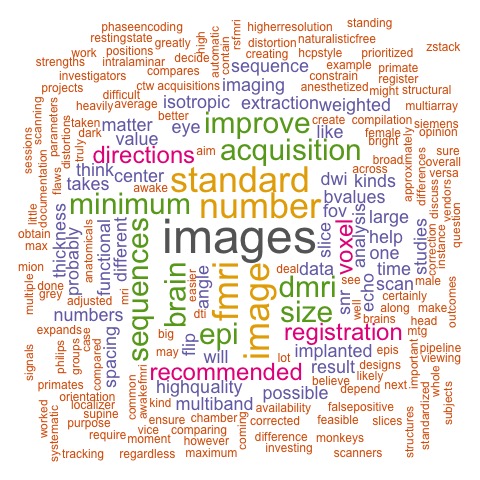 phaseencoding
higherresolution
standing
restingstate
naturalisticfree
work
positions
greatly
high
rsfmri
distortion
hcpstyle
zstack
strengths
intralaminar
decide
automatic
contain
creating
example
prioritized
investigators
compares
sequence
constrain
primate
projects
ctw
acquisitions
imaging
anesthetized
register
difficult
isotropic
extraction
weighted
might
structural
heavily
average
better
create
compilation
multiarray
scanning
parameters
taken
matter
eye
improve
like
female
siemens
sessions
distortions
dark
value
bright
opinion
documentation
truly
directions
aim
acquisition
across
broad
approximately
sure
think
center
standard
dwi
kinds
overall
flaws
takes
awake
bvalues
differences
versa
little
minimum
number
fov
large
discuss
vendors
obtain
thickness
probably
anatomicals
functional
different
sequences
images
slice
voxel
analysis
help
studies
correction
instance
question
max
one
mion
brain
fmri
image
easier
deal
data
time
multiple
done
mri
dti
angle
dmri
see
scan
male
grey
adjusted
snr
echo
certainly
outcomes
numbers
size
well
along
make
expands
spacing
flip
epi
registration
brains
head
mtg
signals
philips
groups
case
compared
big
will
lot
implanted
epis
important
pipeline
may
result
designs
viewing
primates
recommended
believe
likely
orientation
common
awakefmri
highquality
possible
depend
next
whole
localizer
kind
multiband
availability
falsepositive
standardized
subjects
worked
systematic
supine
ensure
chamber
corrected
feasible
slices
purpose
vice
comparing
coming
difference
monkeys
structures
require
moment
however
investing
tracking
regardless
maximum
scanners